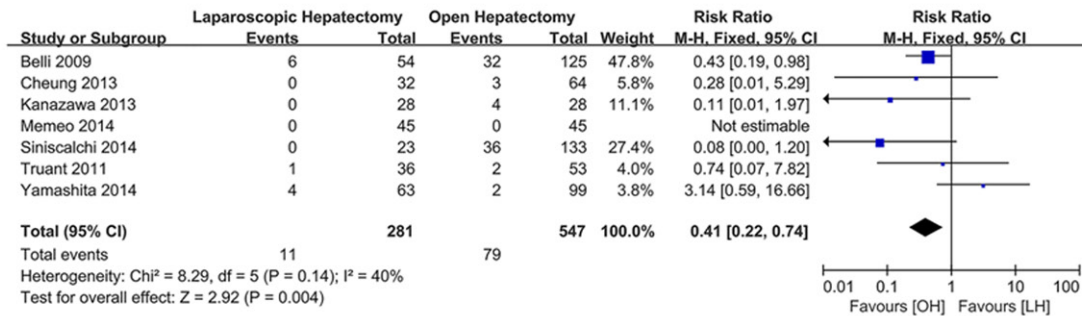 Laparoscopic Hepatectomy Open Hepatectomy Risk Ratio Risk Ratio
Study or Subgroup Events Total Events Total Weight M-H, Fixed, 95% CI M-H, Fixed, 95% CI
Belli 2009 6 54 32 125 47.8% 0.43 [0.19, 0.98]
Cheung 2013 0 32 3 64 5.8% 0.28 [0.01, 5.29]
Kanazawa 2013 0 28 4 28 11.1% 0.11 [0.01, 1.97]
Memeo 2014 0 45 0 45 Not estimable
Siniscalchi 2014 0 23 36 133 27.4% 0.08 [0.00, 1.20]
Truant 2011 1 36 2 53 4.0% 0.74 [0.07, 7.82]
Yamashita 2014 4 63 2 99 3.8% 3.14 [0.59, 16.66]
Total (95% CI) 281 547 100.0% 0.41 [0.22, 0.74]
Total events 11 79
Heterogeneity: Chi² = 8.29, df = 5 (P = 0.14); I² = 40%
Test for overall effect: Z = 2.92 (P = 0.004)
0.01 0.1 1 10 100
Favours [OH] Favours [LH]